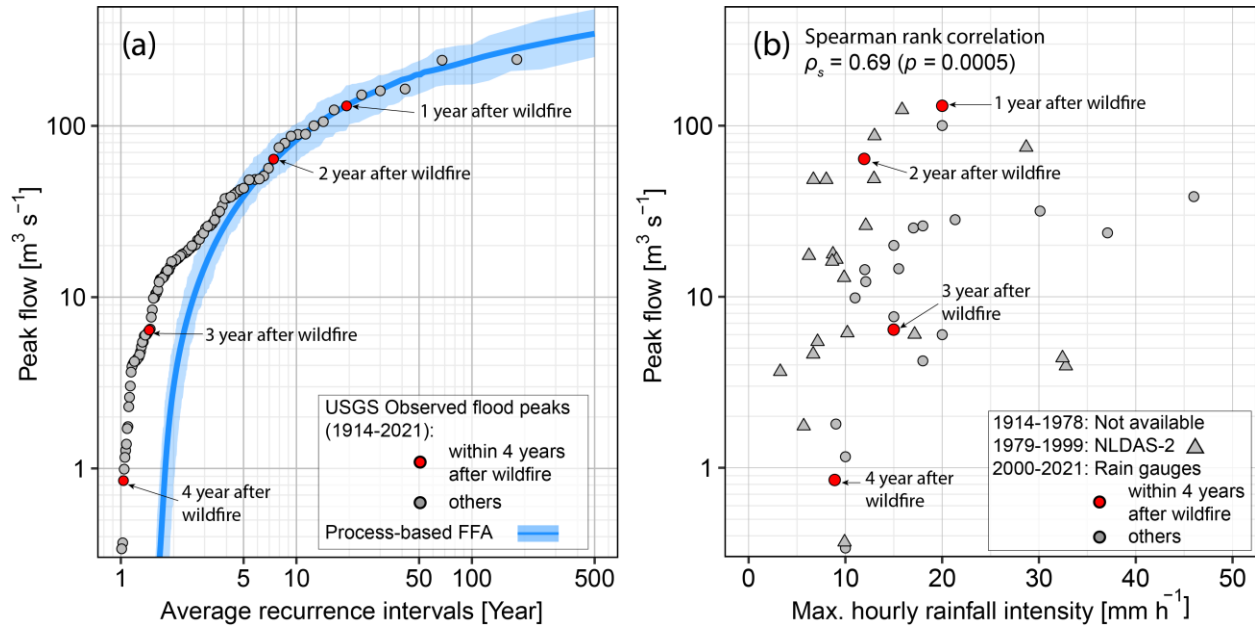 (a)
100
10
1
Peak flow [m³ s⁻¹]
1 year after wildfire
2 year after wildfire
3 year after wildfire
4 year after
wildfire
USGS Observed flood peaks
(1914-2021):
within 4 years
after wildfire
others
Process-based FFA
1 2 5 10 20 50 100 500
Average recurrence intervals [Year]
(b)
Spearman rank correlation
ρs = 0.69 (p = 0.0005)
100
10
1
Peak flow [m³ s⁻¹]
1 year after wildfire
2 year after wildfire
3 year after
wildfire
4 year after
wildfire
1914-1978: Not available
1979-1999: NLDAS-2
2000-2021: Rain gauges
within 4 years
after wildfire
others
0 10 20 30 40 50
Max. hourly rainfall intensity [mm h⁻¹]